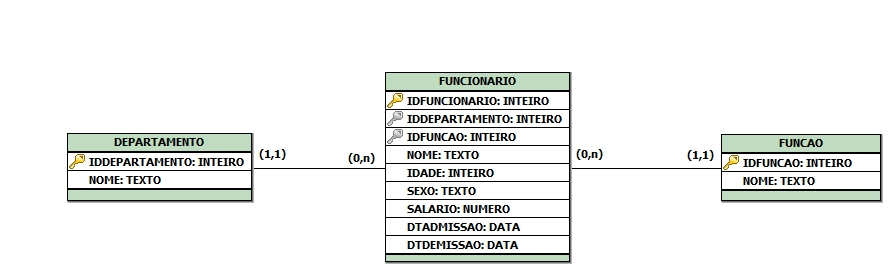 DEPARTAMENTO
IDDEPARTAMENTO: INTEIRO
NOME: TEXTO
(1,1)
(0,n)
FUNCIONARIO
IDFUNCIONARIO: INTEIRO
IDDEPARTAMENTO: INTEIRO
IDFUNCAO: INTEIRO
NOME: TEXTO
IDADE: INTEIRO
SEXO: TEXTO
SALARIO: NUMERO
DTADMISSAO: DATA
DTDEMISSAO: DATA
(0,n)
(1,1)
FUNCAO
IDFUNCAO: INTEIRO
NOME: TEXTO